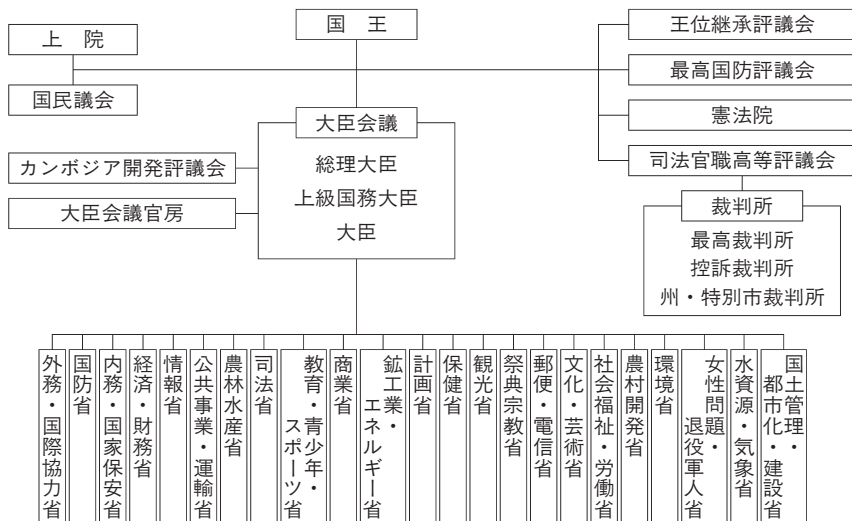 国　王
上　院
国民議会
王位継承評議会
最高国防評議会
憲法院
司法官職高等評議会
大臣会議
総理大臣
上級国務大臣
大臣
カンボジア開発評議会
大臣会議官房
裁判所
最高裁判所
控訴裁判所
州・特別市裁判所
外務・国際協力省
国防省
内務・国家保安省
経済・財務省
情報省
公共事業・運輸省
農林水産省
司法省
教育・青少年・
スポーツ省
商業省
鉱工業・
エネルギー省
計画省
保健省
観光省
祭典宗教省
郵便・電信省
文化・芸術省
社会福祉・労働省
農村開発省
環境省
女性問題・
退役軍人省
水資源・気象省
国土管理・
都市化・建設省